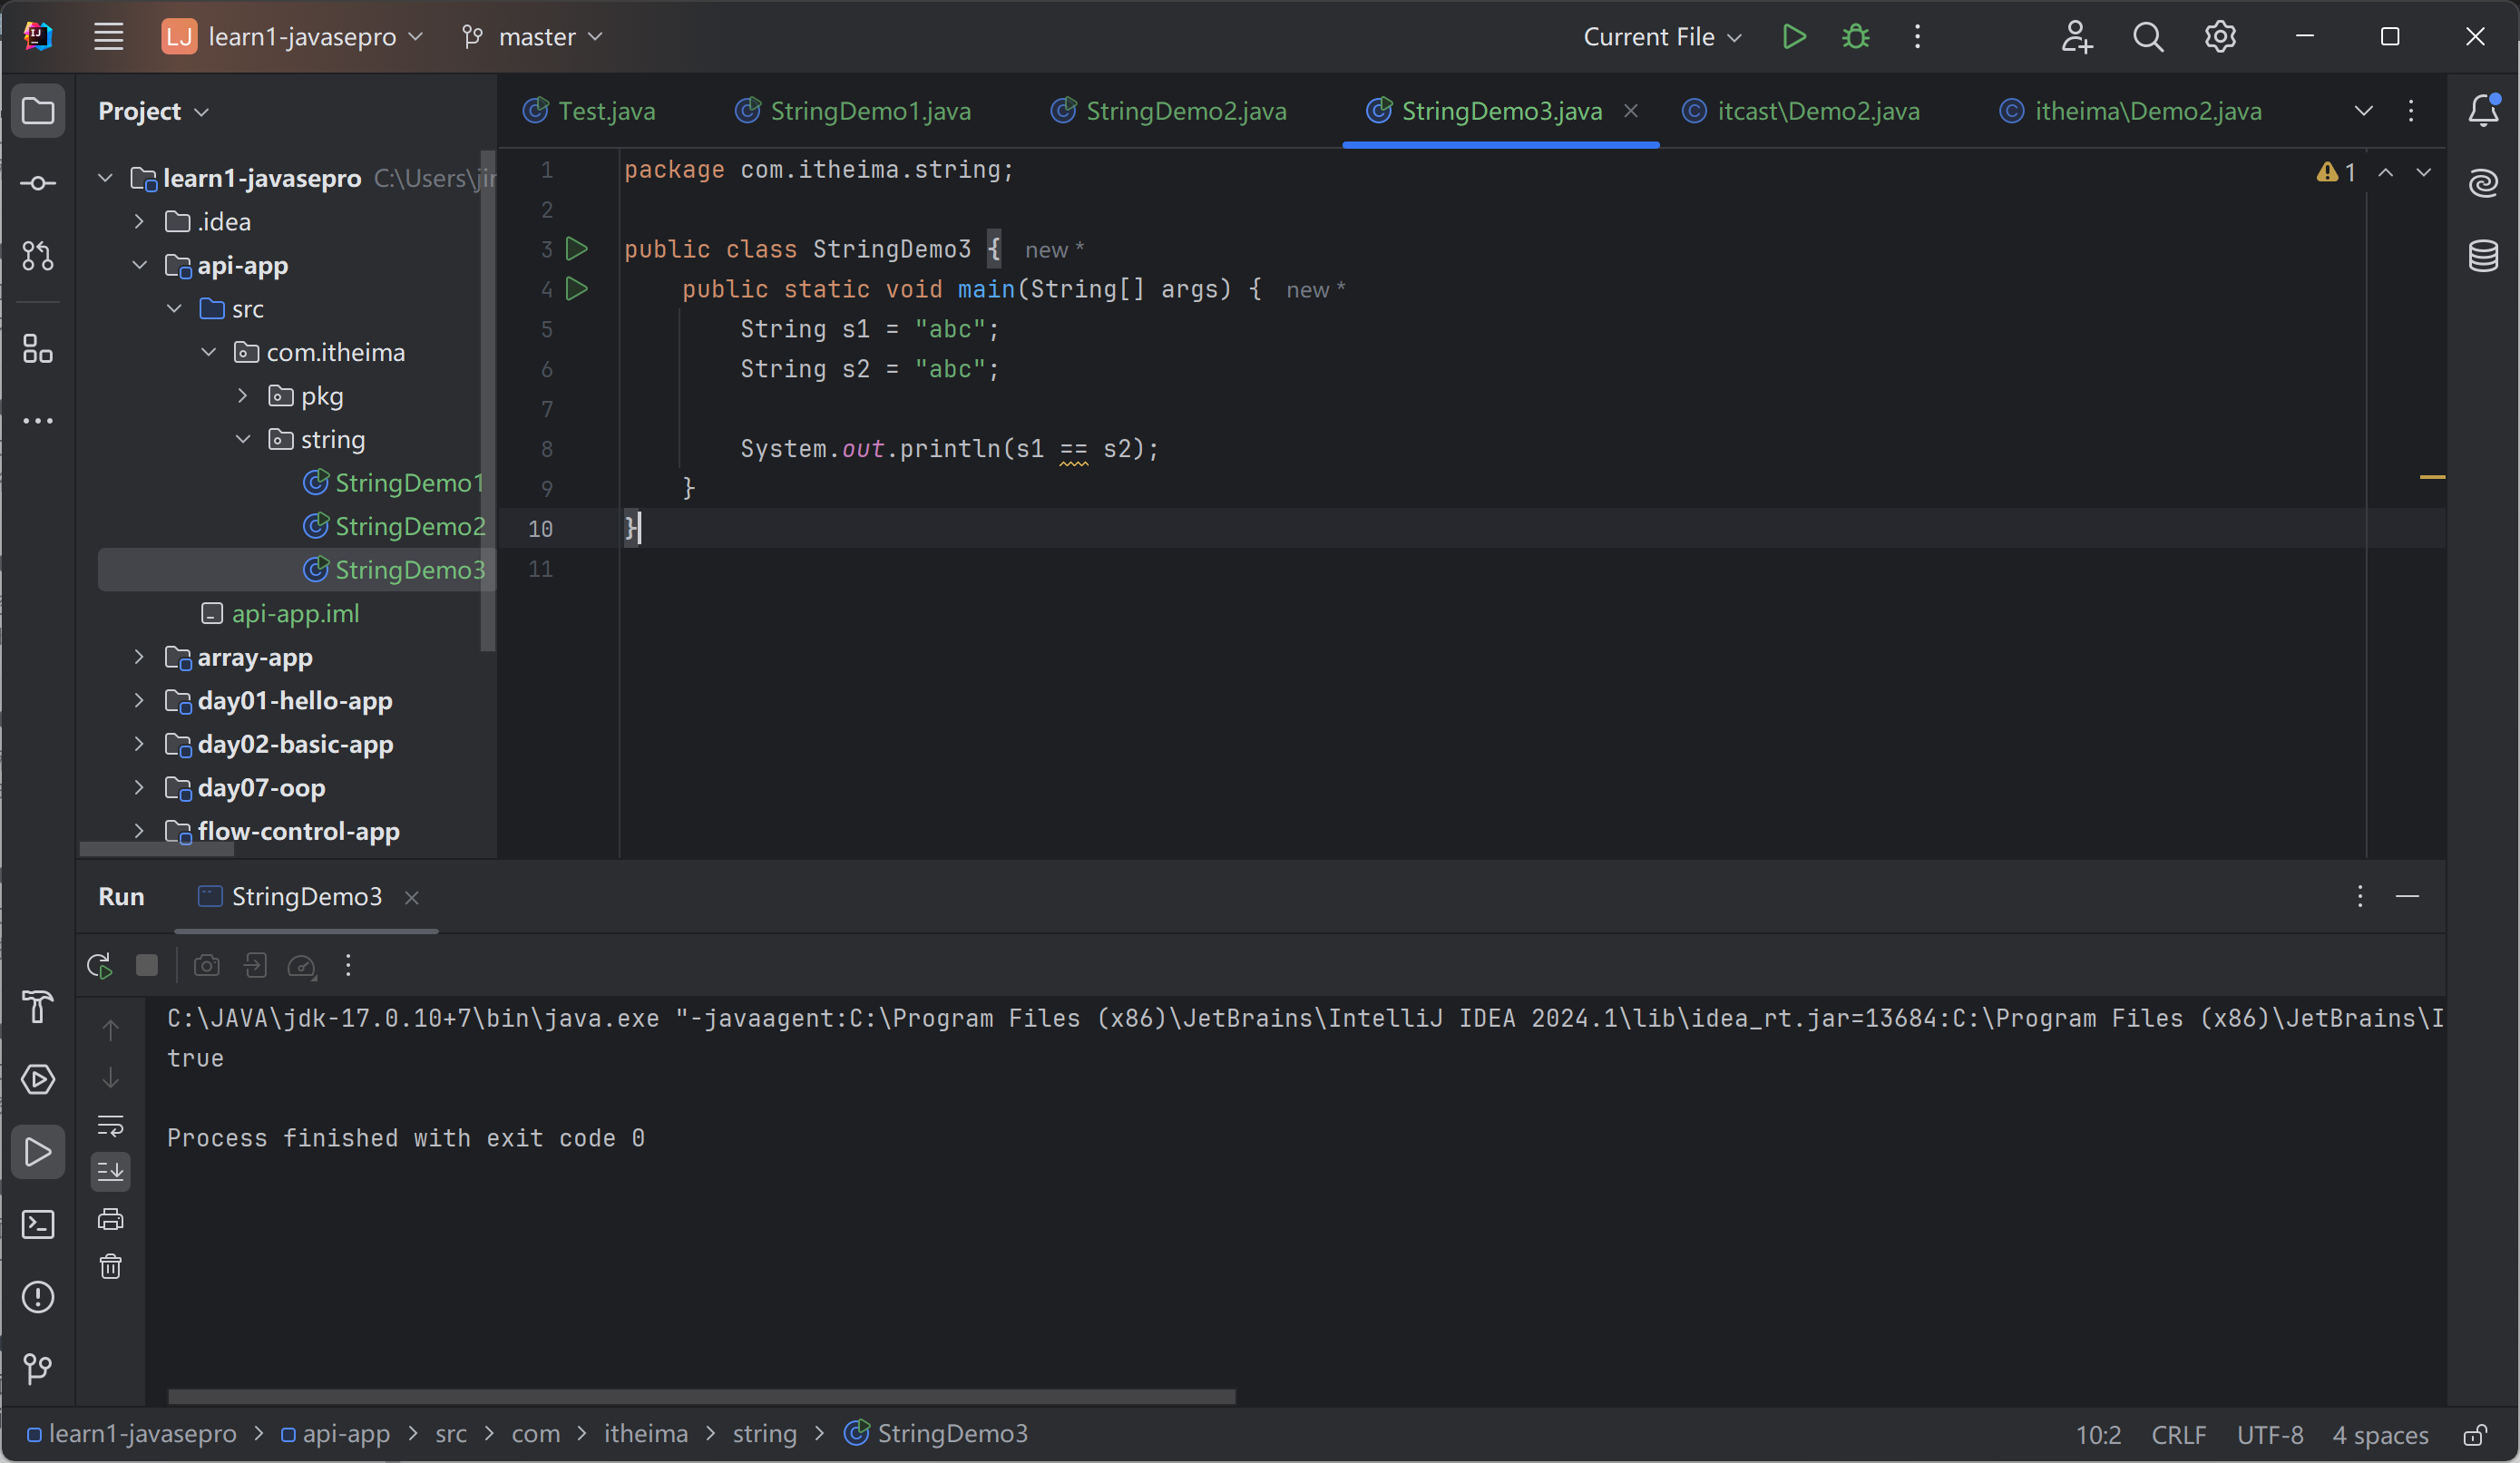 LJ learn1-javasepro master Current File
Project
Test.java StringDemo1.java StringDemo2.java StringDemo3.java itcast\Demo2.java itheima\Demo2.java
learn1-javasepro C:\Users\jin
.idea
api-app
src
com.itheima
pkg
string
StringDemo1
StringDemo2
StringDemo3
api-app.iml
array-app
day01-hello-app
day02-basic-app
day07-oop
flow-control-app
1 package com.itheima.string;
2
3 public class StringDemo3 { new *
4 public static void main(String[] args) { new *
5 String s1 = "abc";
6 String s2 = "abc";
7
8 System.out.println(s1 == s2);
9 }
10 }
11
1
Run StringDemo3
C:\JAVA\jdk-17.0.10+7\bin\java.exe "-javaagent:C:\Program Files (x86)\JetBrains\IntelliJ IDEA 2024.1\lib\idea_rt.jar=13684:C:\Program Files (x86)\JetBrains\I
true
Process finished with exit code 0
learn1-javasepro > api-app > src > com > itheima > string > StringDemo3 10:2 CRLF UTF-8 4 spaces